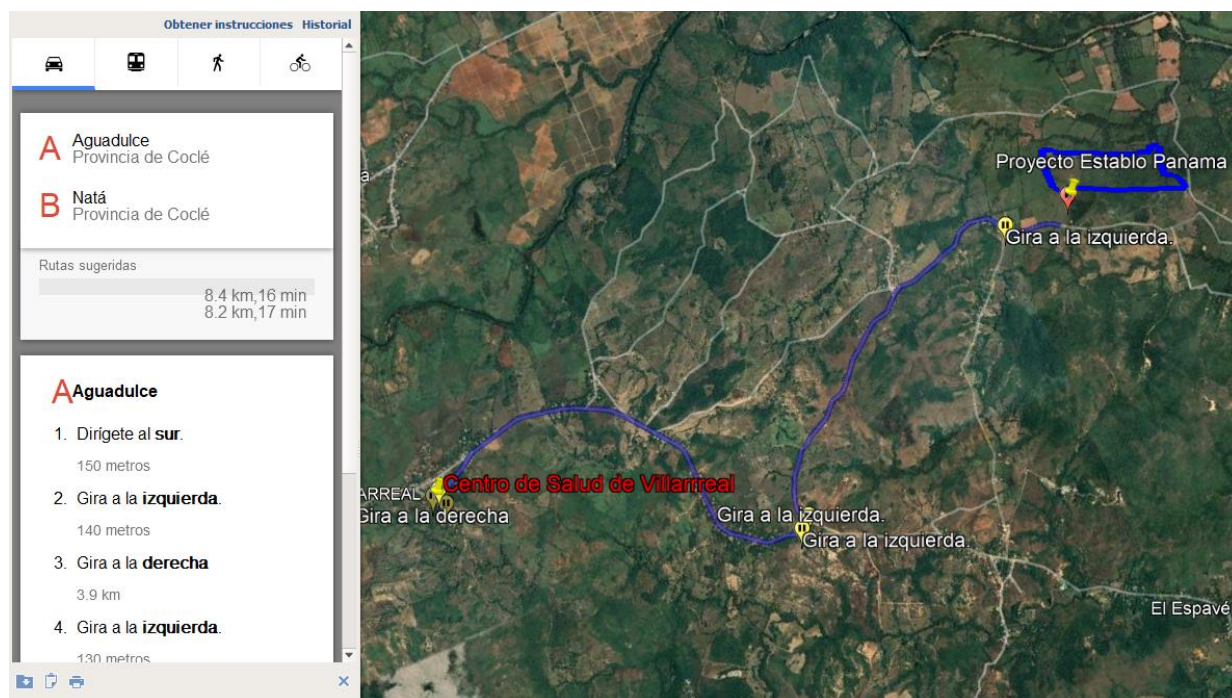 Obtener instrucciones Historial
A Aguadulce
Provincia de Coclé
B Natá
Provincia de Coclé
Rutas sugeridas
8.4 km,16 min
8.2 km,17 min
A Aguadulce
1. Dirígete al sur.
150 metros
2. Gira a la izquierda.
140 metros
3. Gira a la derecha
3.9 km
4. Gira a la izquierda.
130 metros
a
Proyecto Establo Panama
Gira a la izquierda.
Centro de Salud de Villarrreal
ARREAL
Gira a la derecha
Gira a la izquierda.
Gira a la izquierda.
El Espavé